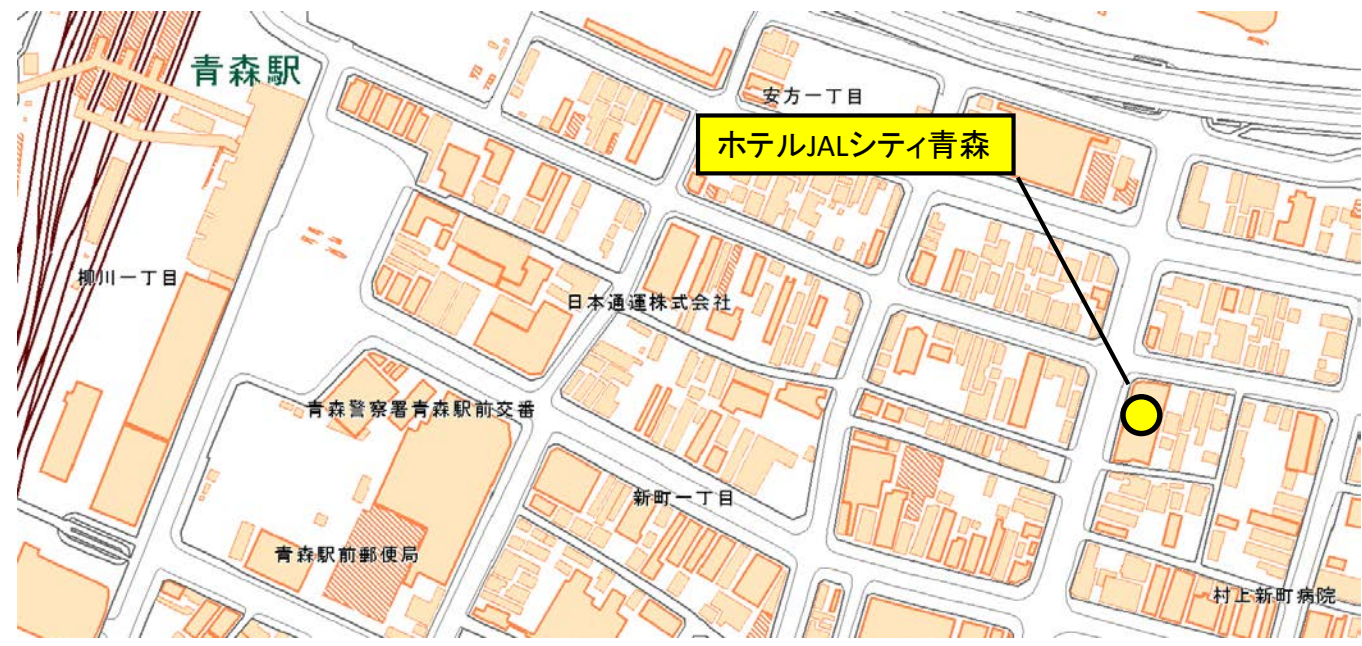 青森駅
安方一丁目
ホテルJALシティ青森
柳川一丁目
日本通運株式会社
青森警察署青森駅前交番
新町一丁目
青森駅前郵便局
村上新町病院